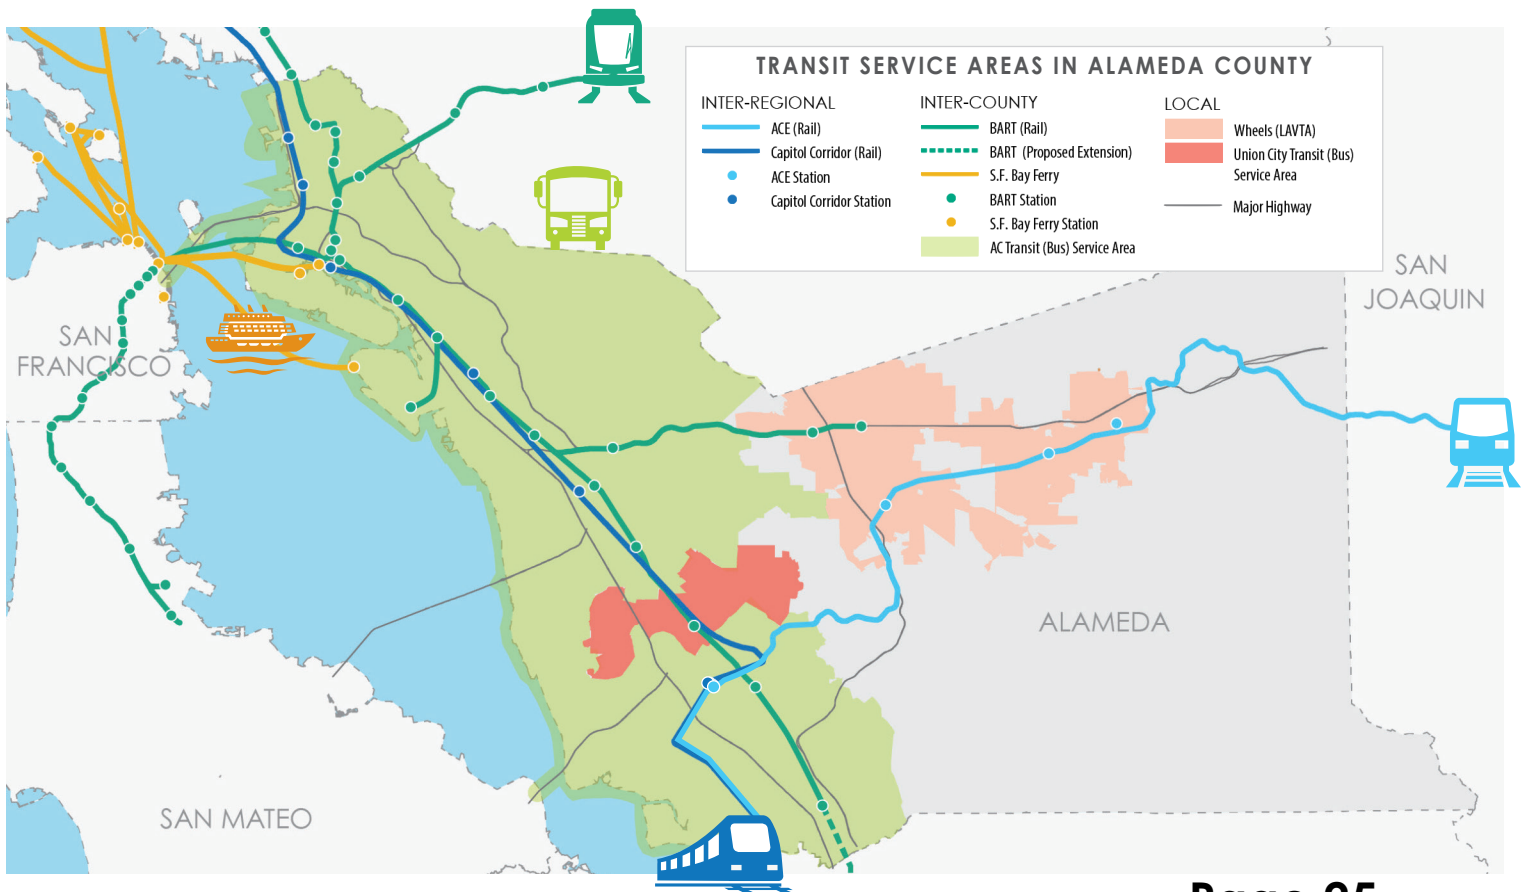 TRANSIT SERVICE AREAS IN ALAMEDA COUNTY
INTER-REGIONAL
ACE (Rail)
Capitol Corridor (Rail)
ACE Station
Capitol Corridor Station
INTER-COUNTY
BART (Rail)
BART (Proposed Extension)
S.F. Bay Ferry
BART Station
S.F. Bay Ferry Station
AC Transit (Bus) Service Area
LOCAL
Wheels (LAVTA)
Union City Transit (Bus)
Service Area
Major Highway
SAN
JOAQUIN
SAN
FRANCISCO
ALAMEDA
SAN MATEO